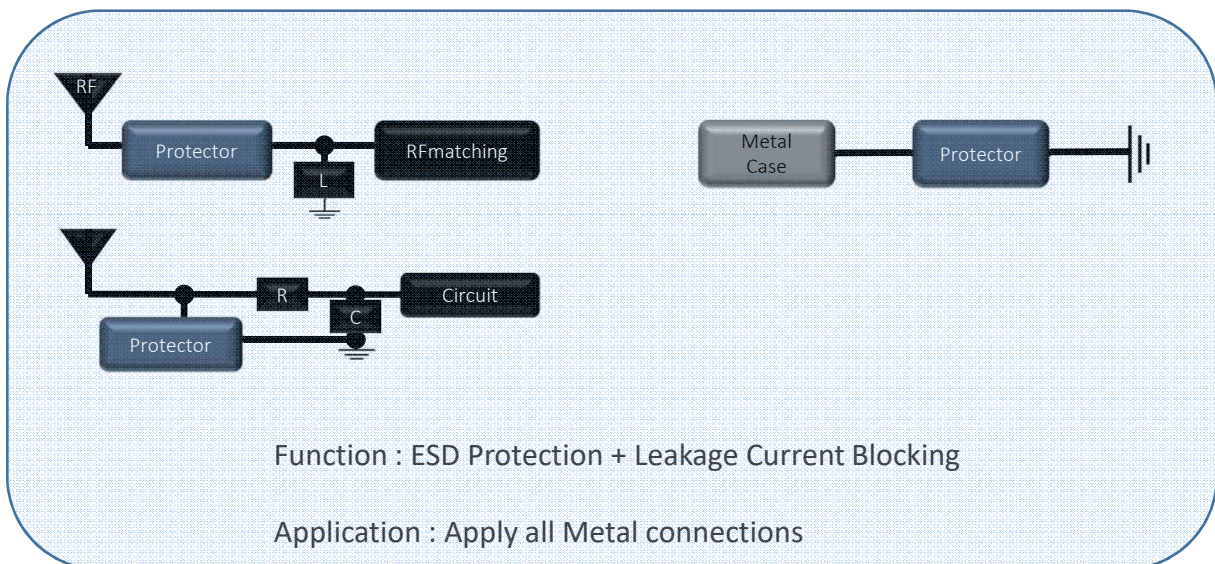 RF
Protector
RFmatching
L
Metal
Case
Protector
R
Circuit
C
Protector
Function : ESD Protection + Leakage Current Blocking
Application : Apply all Metal connections